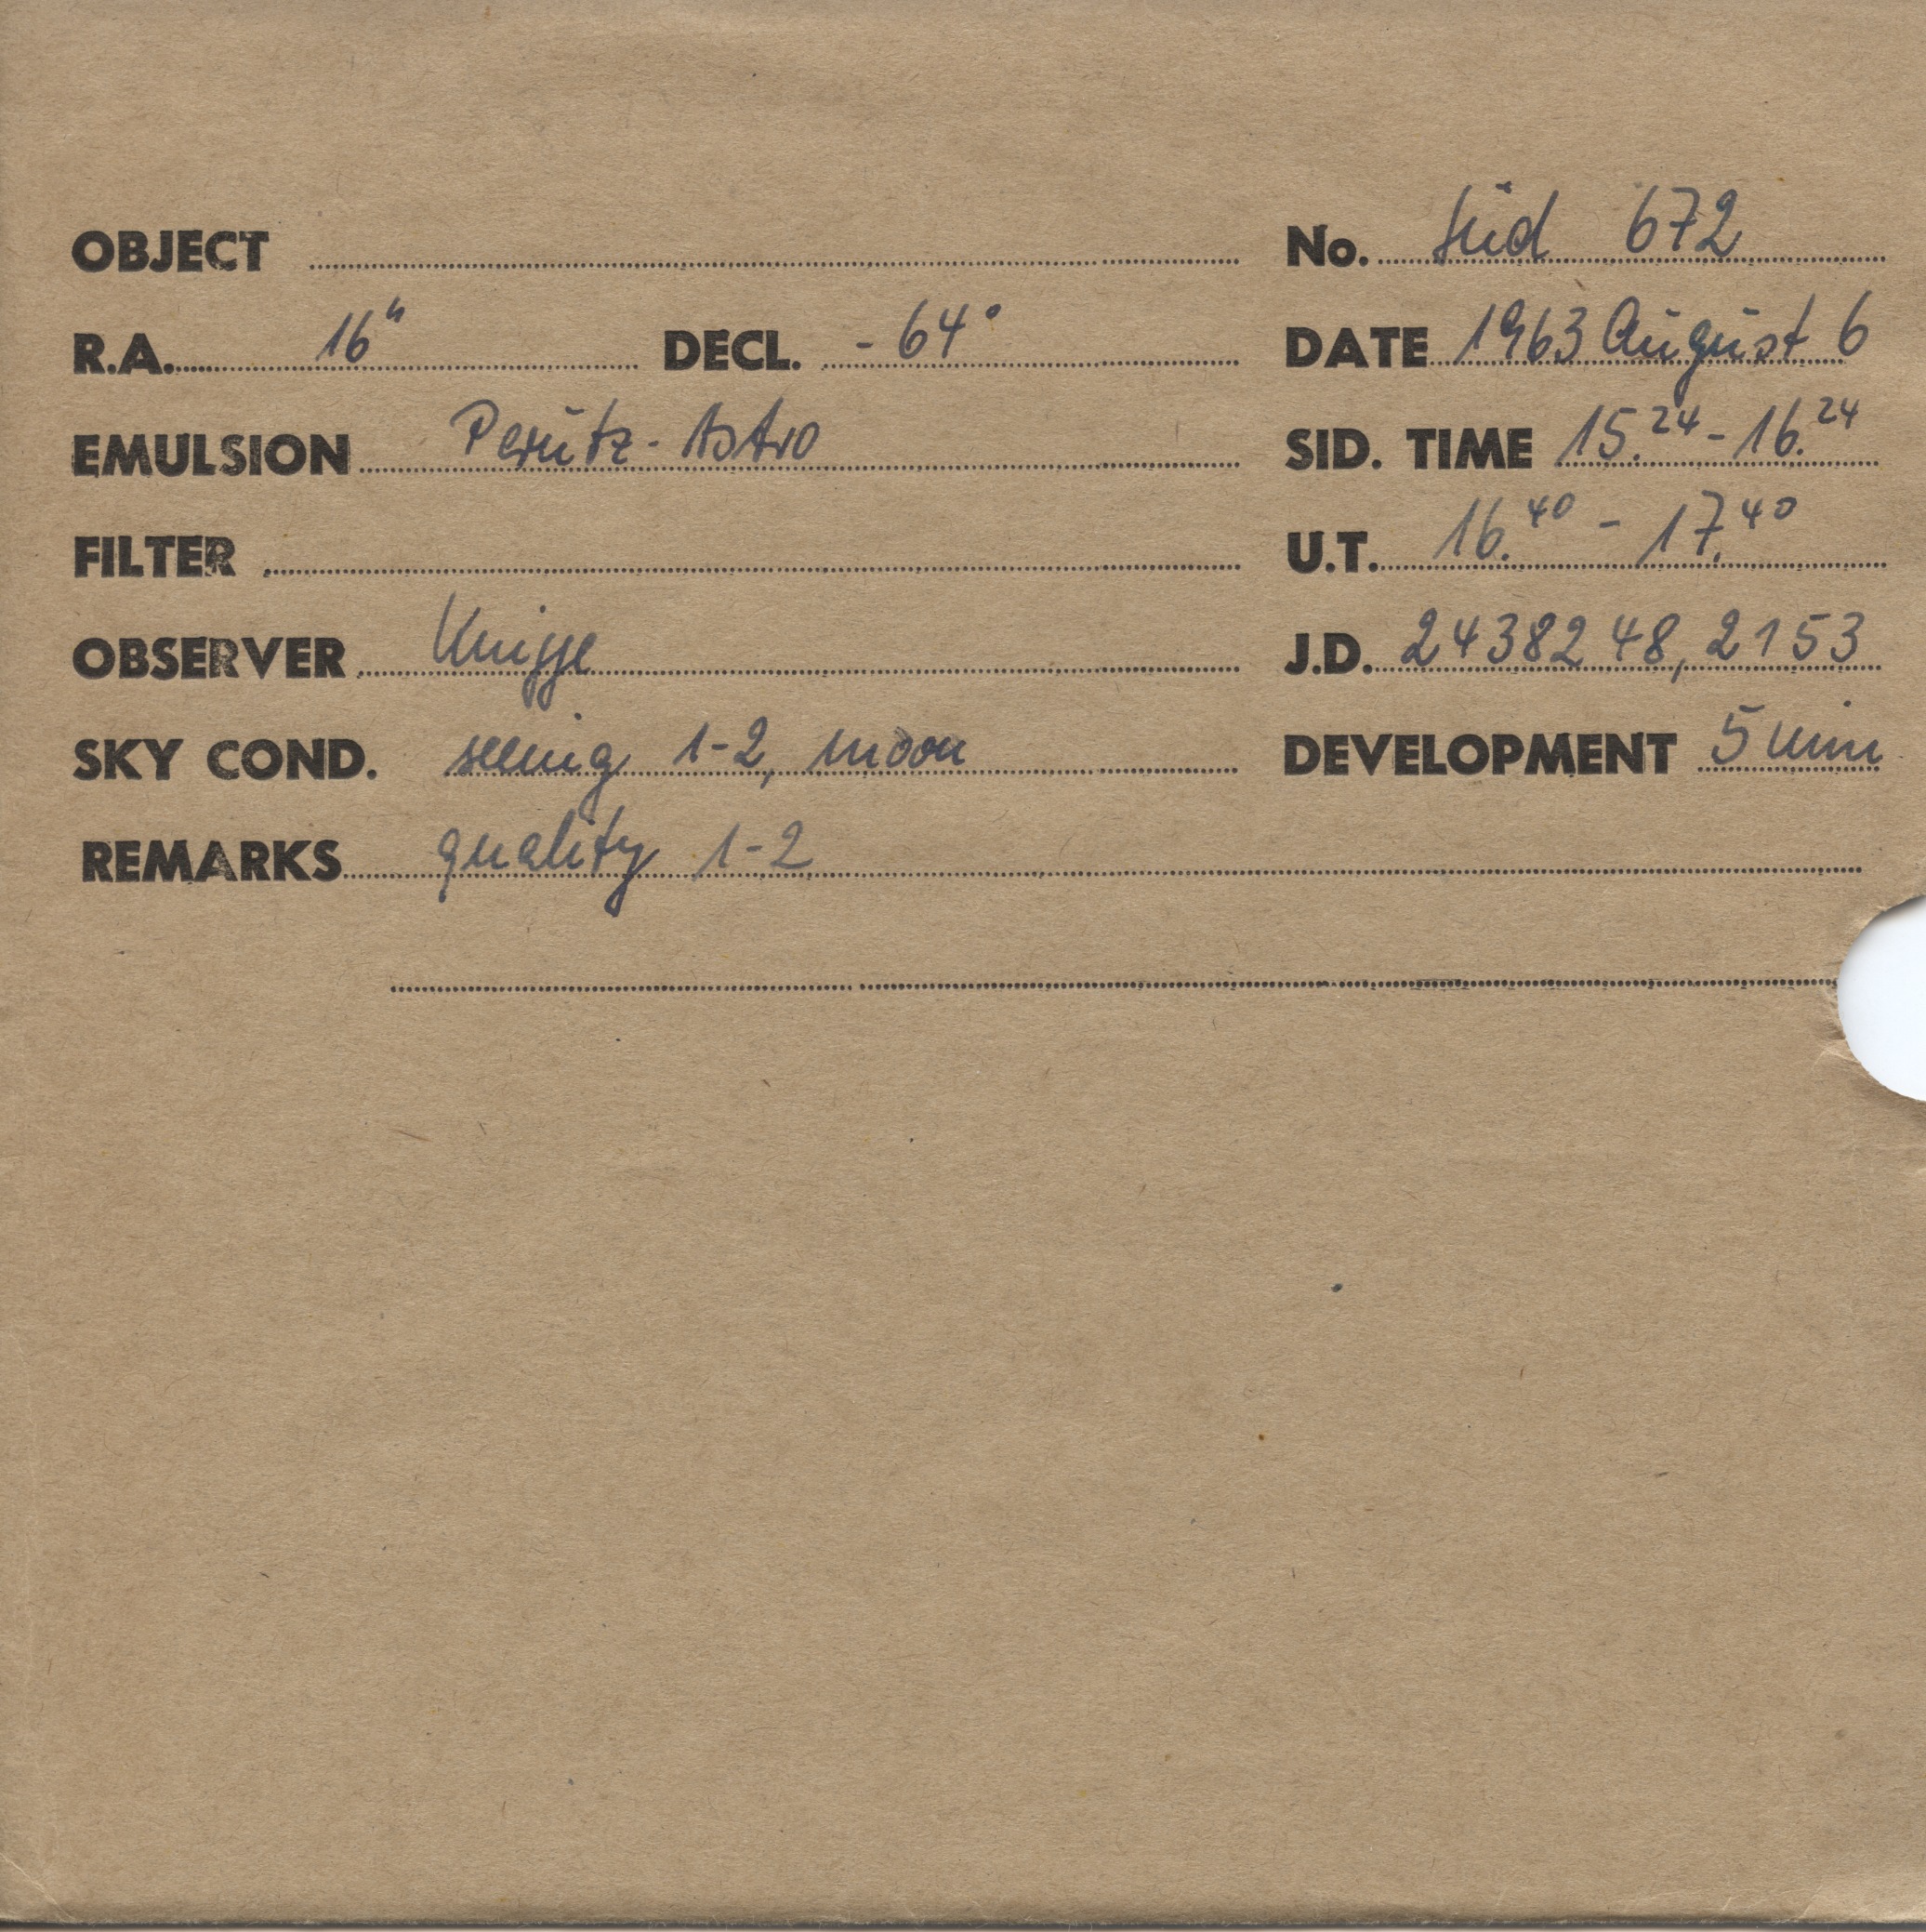 OBJECT No. Süd 672
R.A. 16h DECL. - 64° DATE 1963 August 6
EMULSION Perutz - Astro SID. TIME 15.24 - 16.24
FILTER U.T. 16.40 - 17.40
OBSERVER Knigge J.D. 2438248,2153
SKY COND. seeing 1-2, moon DEVELOPMENT 5 min
REMARKS quality 1-2